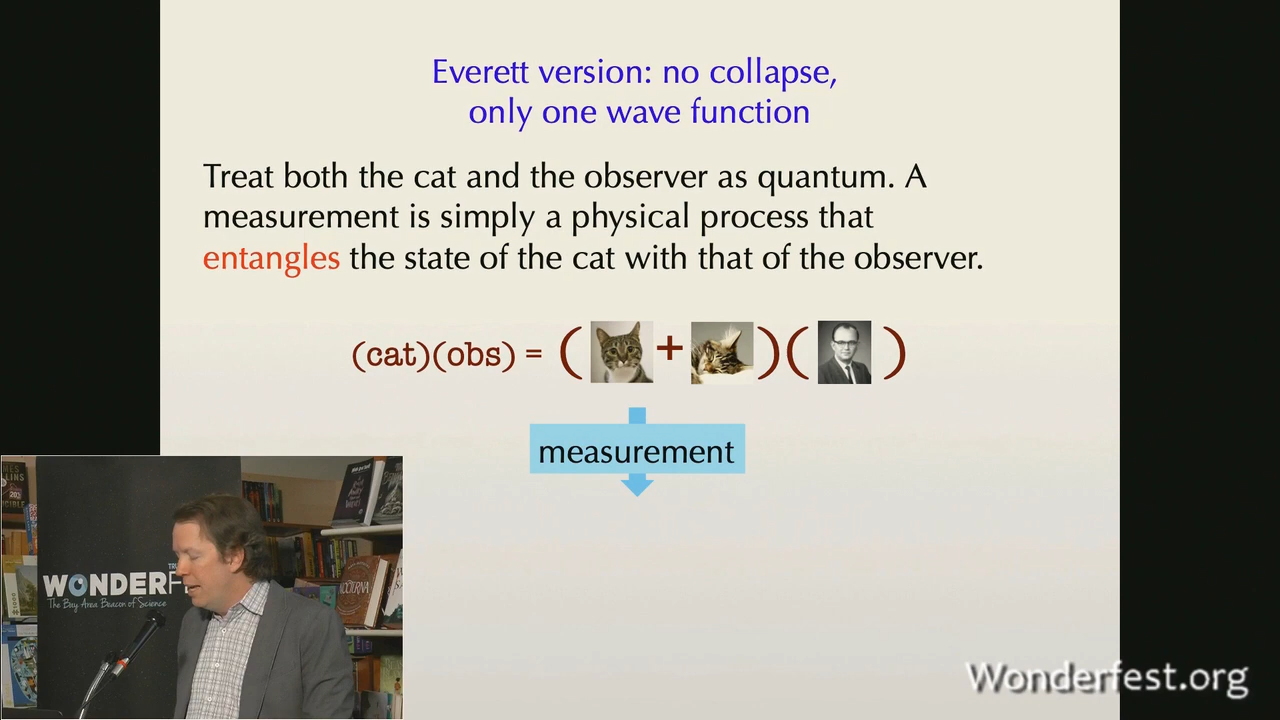 Everett version: no collapse,
only one wave function
Treat both the cat and the observer as quantum. A
measurement is simply a physical process that
entangles the state of the cat with that of the observer.
(cat)(obs) = ( + )( )
measurement
WONDERF
The Bay Area Beacon of Science
NOCTURNA
Wonderfest.org